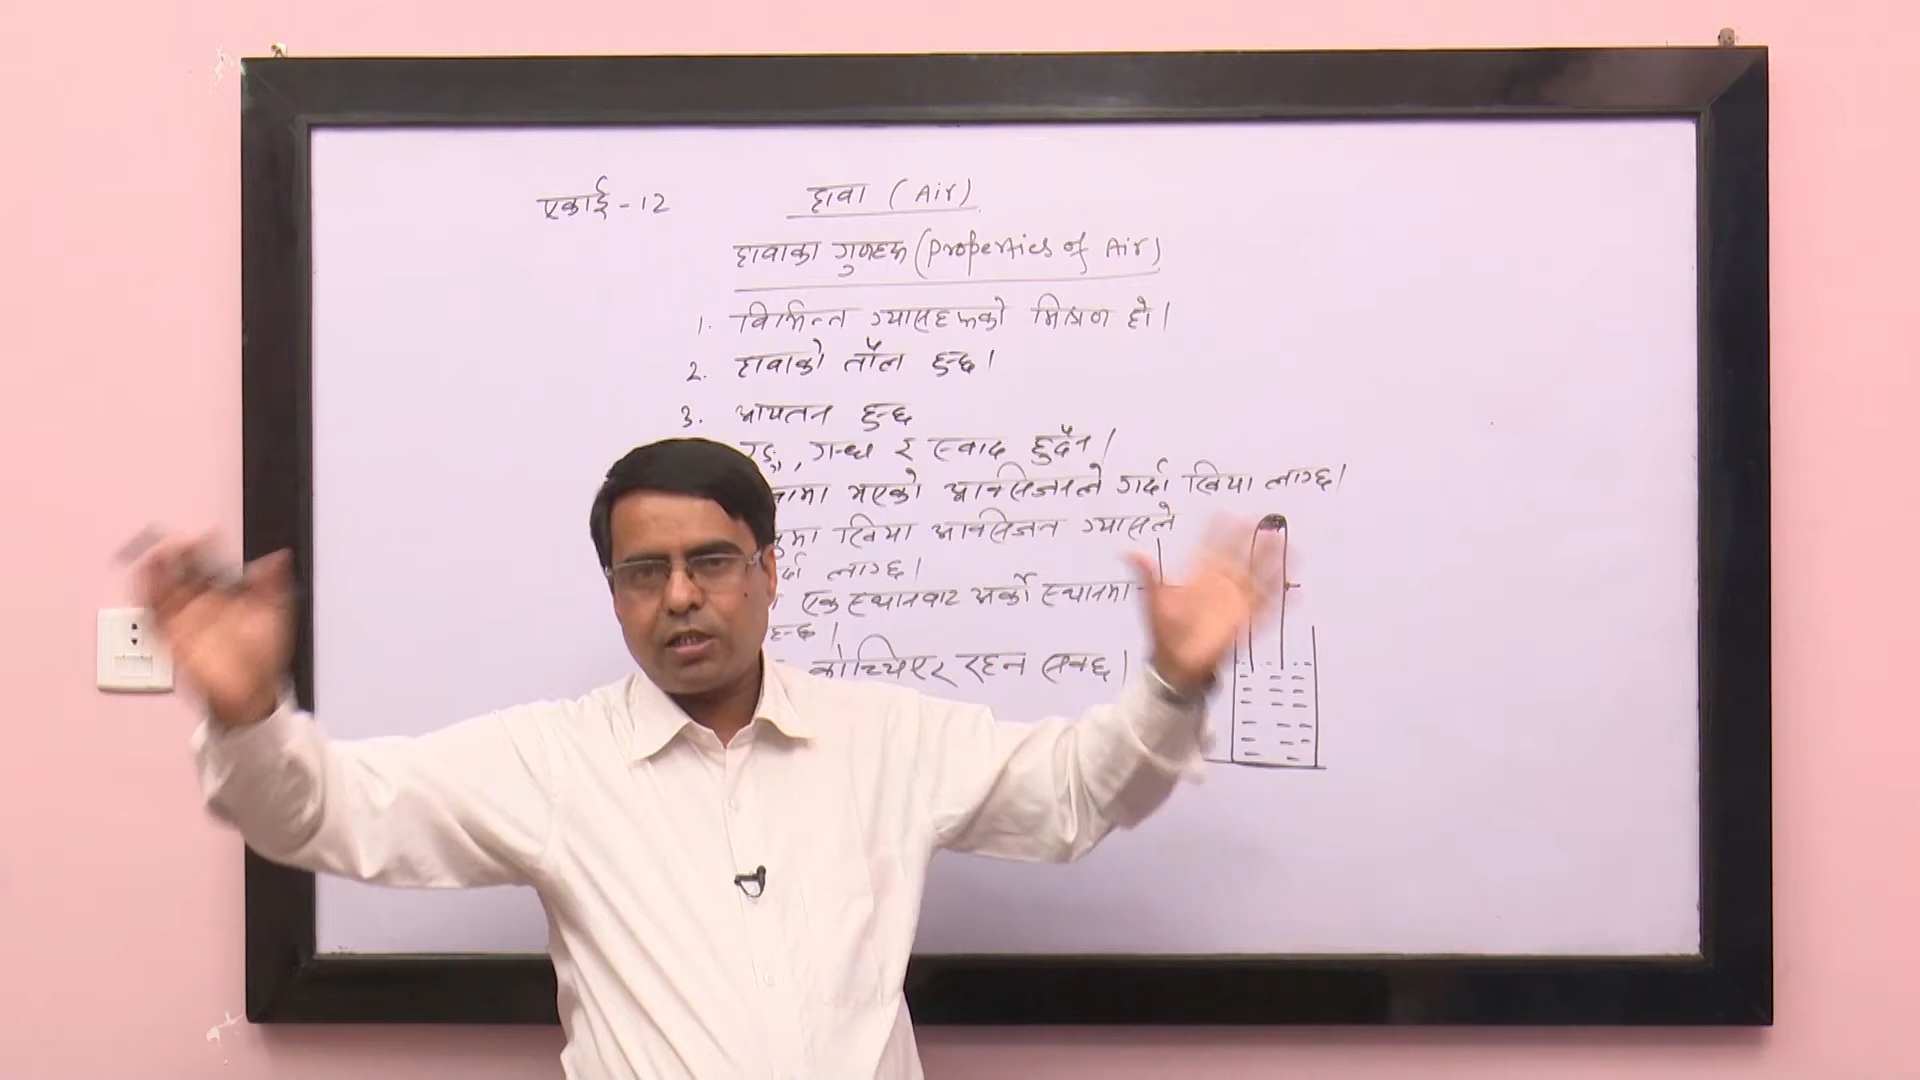 एकाई - 12
हावा (Air)
हावाका गुणहरू (Properties of Air)
1. विभिन्न ग्यासहरूको मिश्रण हो।
2. हावाको तौल हुन्छ।
3. आयतन हुन्छ
रङ्ग, गन्ध र स्वाद हुदैन।
भएको अक्सिजनले गर्दा खिया लाग्छ।
खिया अक्सिजन ग्यासले
लाग्छ।
एक स्थानबाट अर्को स्थानमा
हुन्छ।
कोच्चिएर रहन सक्छ।